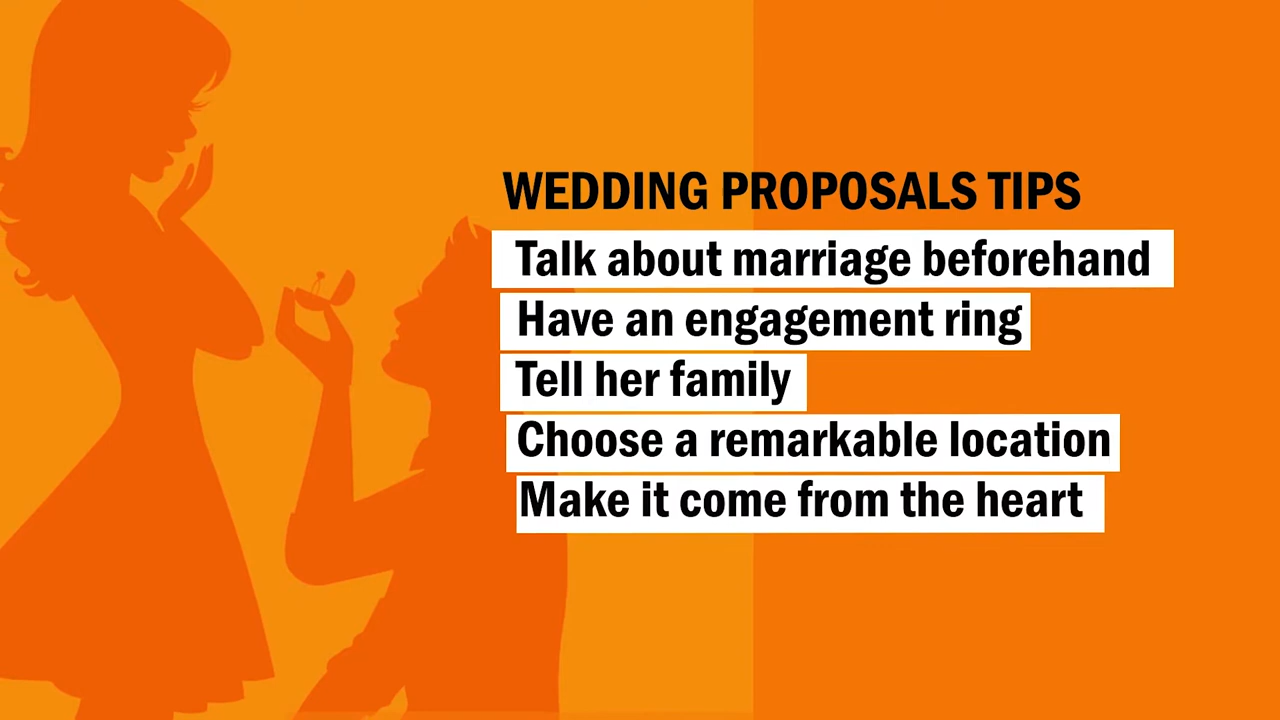 WEDDING PROPOSALS TIPS
Talk about marriage beforehand
Have an engagement ring
Tell her family
Choose a remarkable location
Make it come from the heart